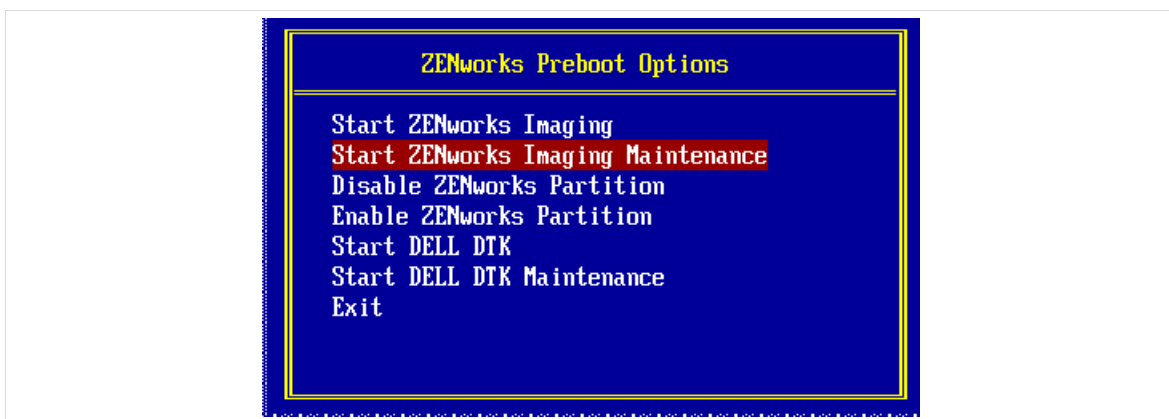 ZENworks Preboot Options
Start ZENworks Imaging
Start ZENworks Imaging Maintenance
Disable ZENworks Partition
Enable ZENworks Partition
Start DELL DTK
Start DELL DTK Maintenance
Exit